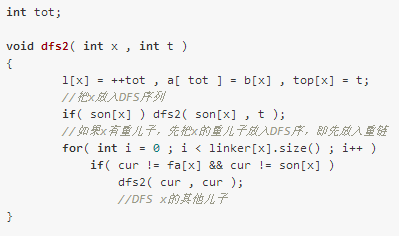 int tot;
void dfs2( int x , int t )
{
l[x] = ++tot , a[ tot ] = b[x] , top[x] = t;
//把x放入DFS序列
if( son[x] ) dfs2( son[x] , t );
//如果x有重儿子，先把x的重儿子放入DFS序，即先放入重链
for( int i = 0 ; i < linker[x].size() ; i++ )
if( cur != fa[x] && cur != son[x] )
dfs2( cur , cur );
//DFS x的其他儿子
}